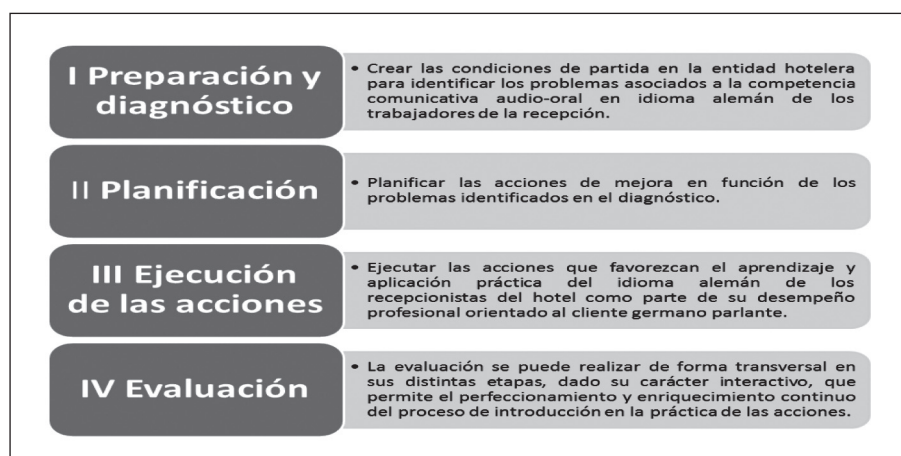 I Preparación y
diagnóstico
• Crear las condiciones de partida en la entidad hotelera
para identificar los problemas asociados a la competencia
comunicativa audio-oral en idioma alemán de los
trabajadores de la recepción.
II Planificación
• Planificar las acciones de mejora en función de los
problemas identificados en el diagnóstico.
III Ejecución
de las acciones
• Ejecutar las acciones que favorezcan el aprendizaje y
aplicación práctica del idioma alemán de los
recepcionistas del hotel como parte de su desempeño
profesional orientado al cliente germano parlante.
IV Evaluación
• La evaluación se puede realizar de forma transversal en
sus distintas etapas, dado su carácter interactivo, que
permite el perfeccionamiento y enriquecimiento continuo
del proceso de introducción en la práctica de las acciones.